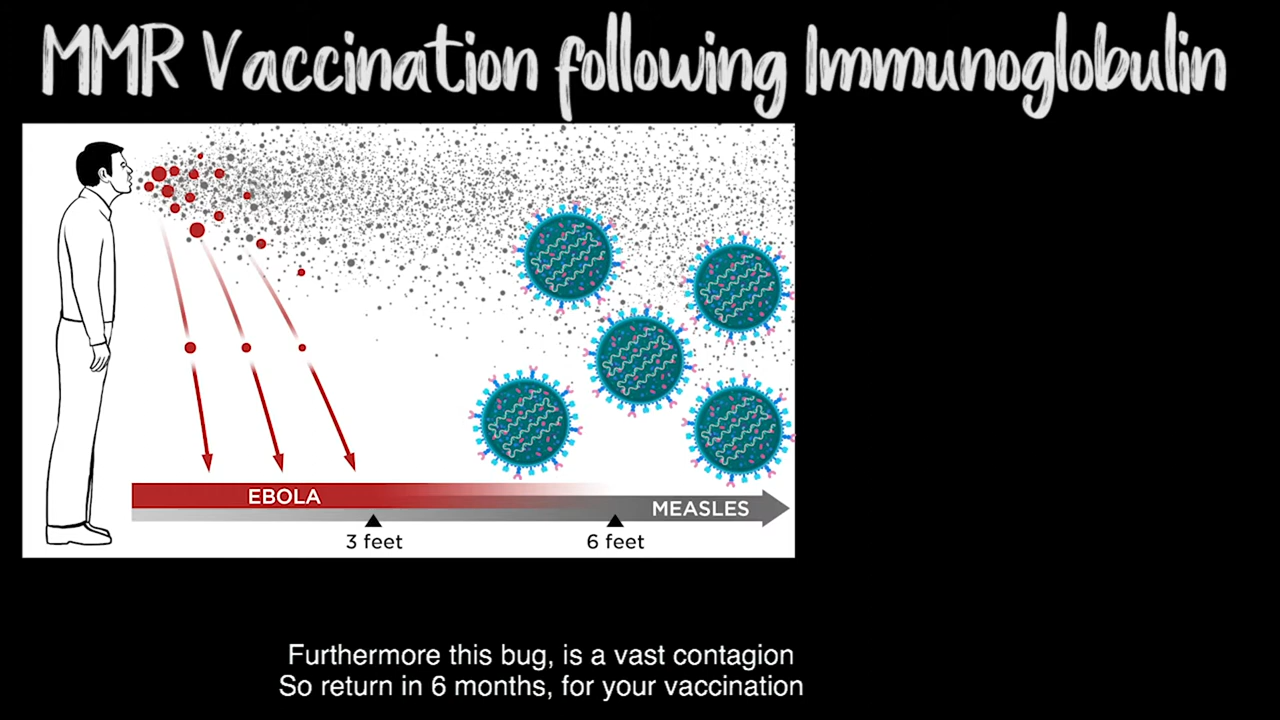 MMR Vaccination following Immunoglobulin
EBOLA
MEASLES
3 feet
6 feet
Furthermore this bug, is a vast contagion
So return in 6 months, for your vaccination